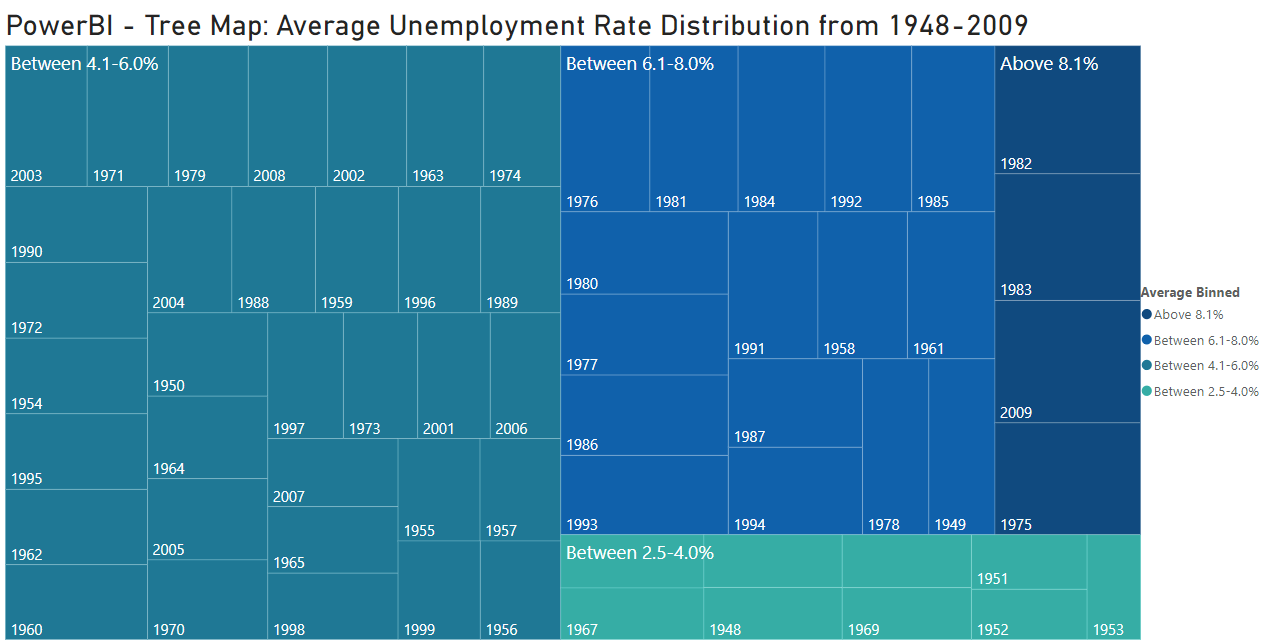 PowerBI - Tree Map: Average Unemployment Rate Distribution from 1948-2009
Between 4.1-6.0%
2003 1971 1979 2008 2002 1963 1974
1990
2004 1988 1959 1996 1989
1972
1950
1954
1997 1973 2001 2006
1964
1995
2007
1955 1957
2005
1962
1965
1960 1970 1998 1999 1956
Between 6.1-8.0%
1976 1981 1984 1992 1985
1980
1991 1958 1961
1977
1987
1986
1993 1994 1978 1949
Above 8.1%
1982
1983
2009
1975
Between 2.5-4.0%
1951
1967 1948 1969 1952 1953
Average Binned
Above 8.1%
Between 6.1-8.0%
Between 4.1-6.0%
Between 2.5-4.0%